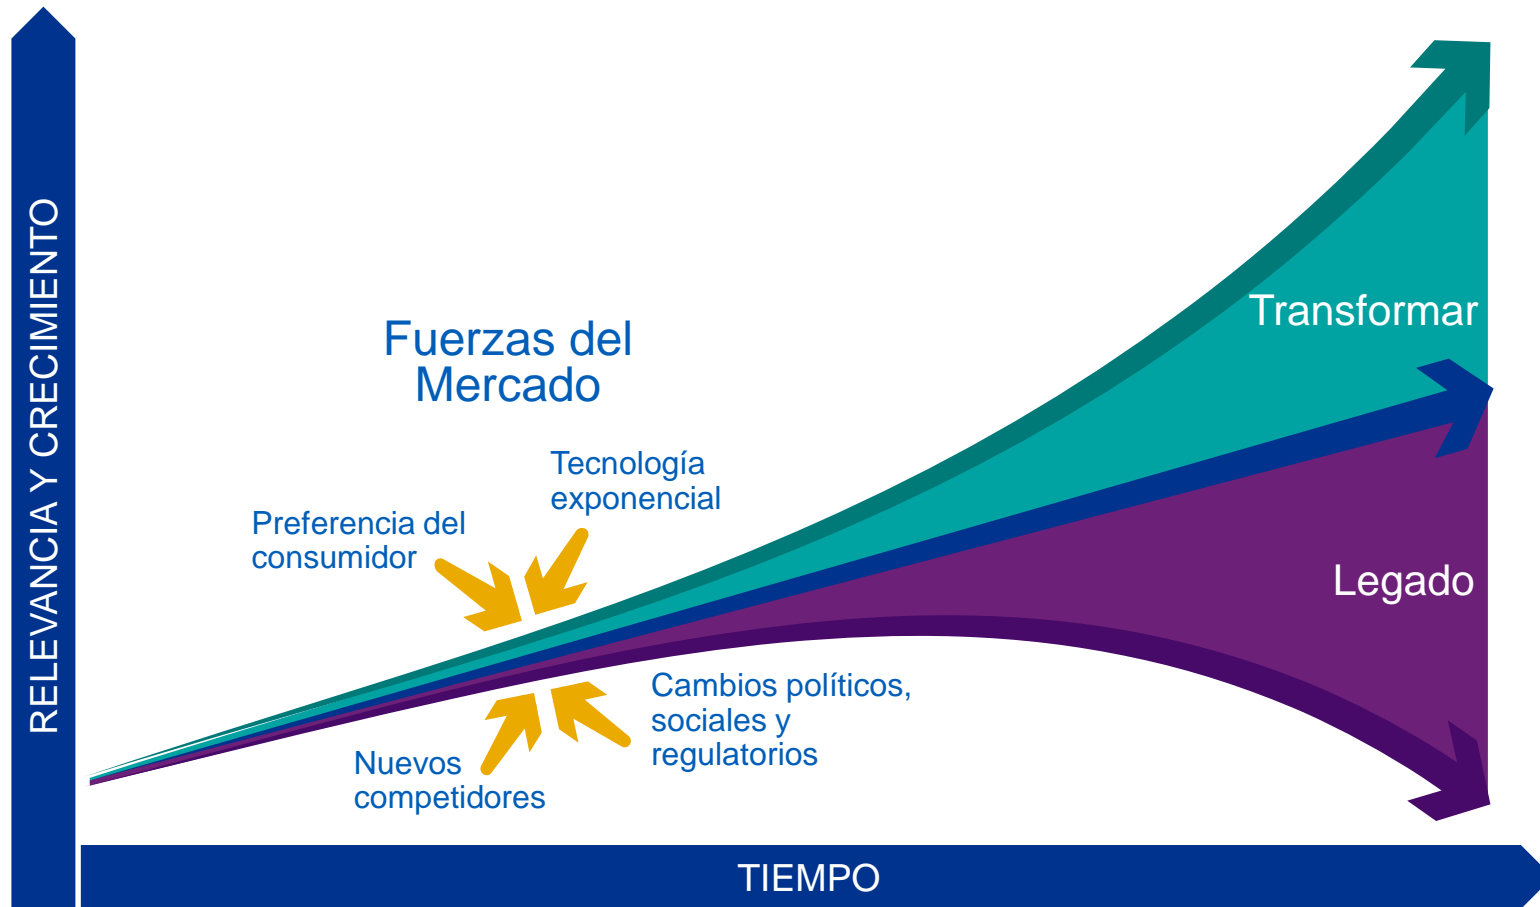 RELEVANCIA Y CRECIMIENTO
Fuerzas del
Mercado
Tecnología
exponencial
Preferencia del
consumidor
Transformar
Legado
Cambios políticos,
sociales y
regulatorios
Nuevos
competidores
TIEMPO